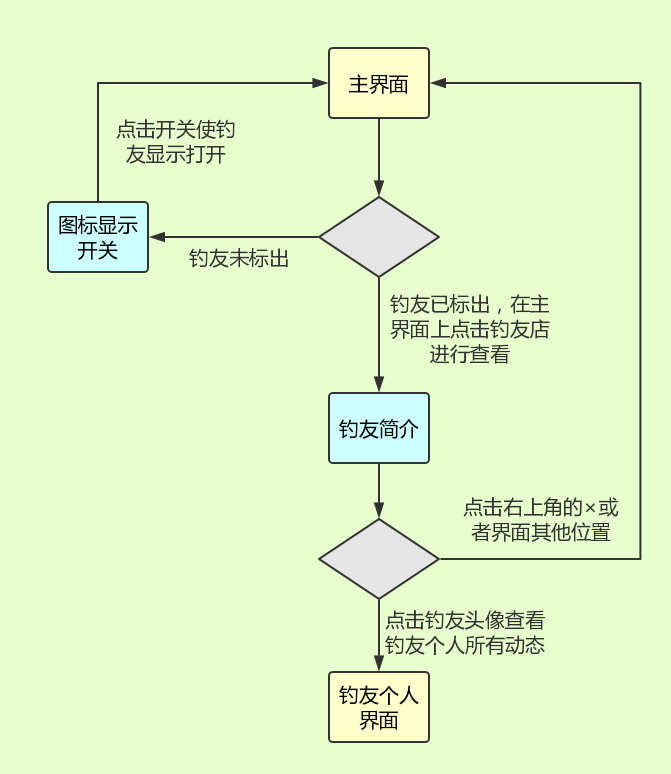 主界面
点击开关使钓
友显示打开
图标显示
开关
钓友未标出
钓友已标出，在主
界面上点击钓友店
进行查看
钓友简介
点击右上角的×或
者界面其他位置
点击钓友头像查看
钓友个人所有动态
钓友个人
界面